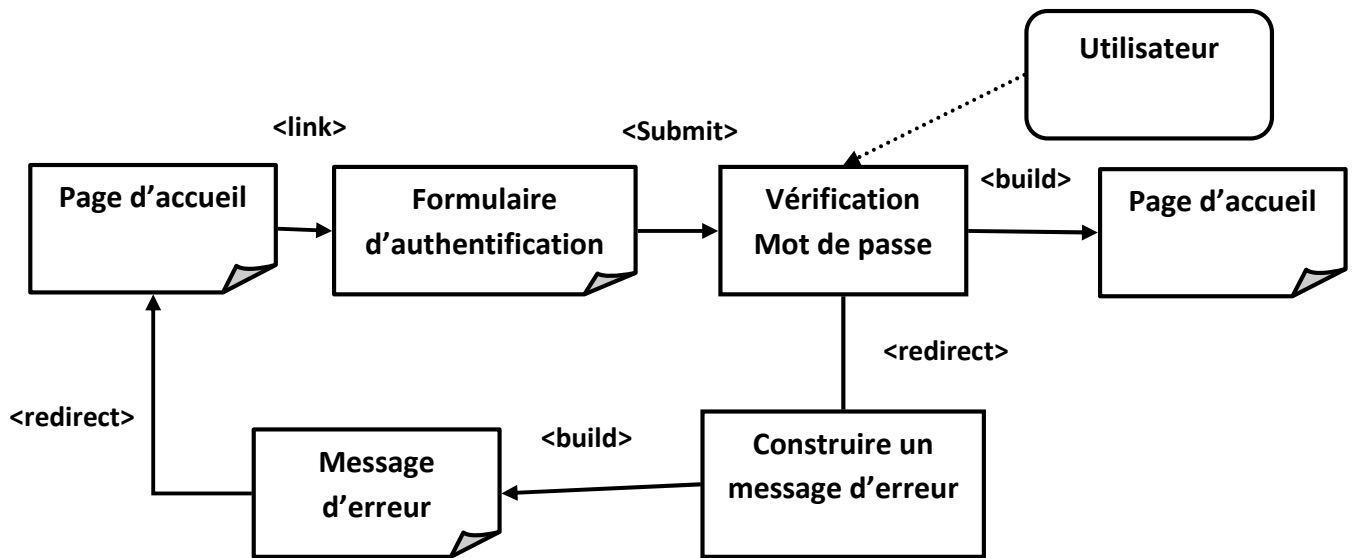 Utilisateur
<link>
<Submit>
<build>
Page d’accueil
Formulaire
d’authentification
Vérification
Mot de passe
Page d’accueil
<redirect>
<redirect>
<build>
Message
d’erreur
Construire un
message d’erreur